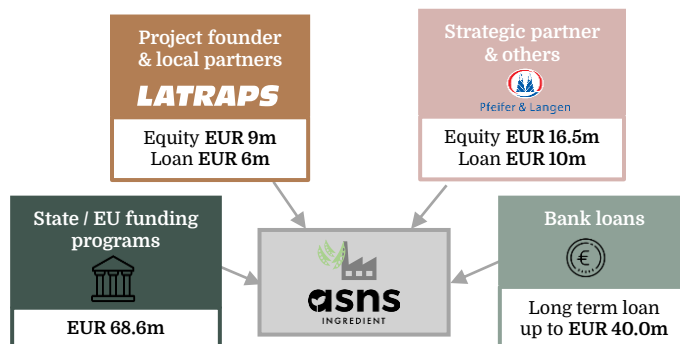 Project founder
& local partners
LATRAPS
Equity EUR 9m
Loan EUR 6m
Strategic partner
& others
Pfeifer & Langen
Equity EUR 16.5m
Loan EUR 10m
State / EU funding
programs
EUR 68.6m
asns
INGREDIENT
Bank loans
€
Long term loan
up to EUR 40.0m